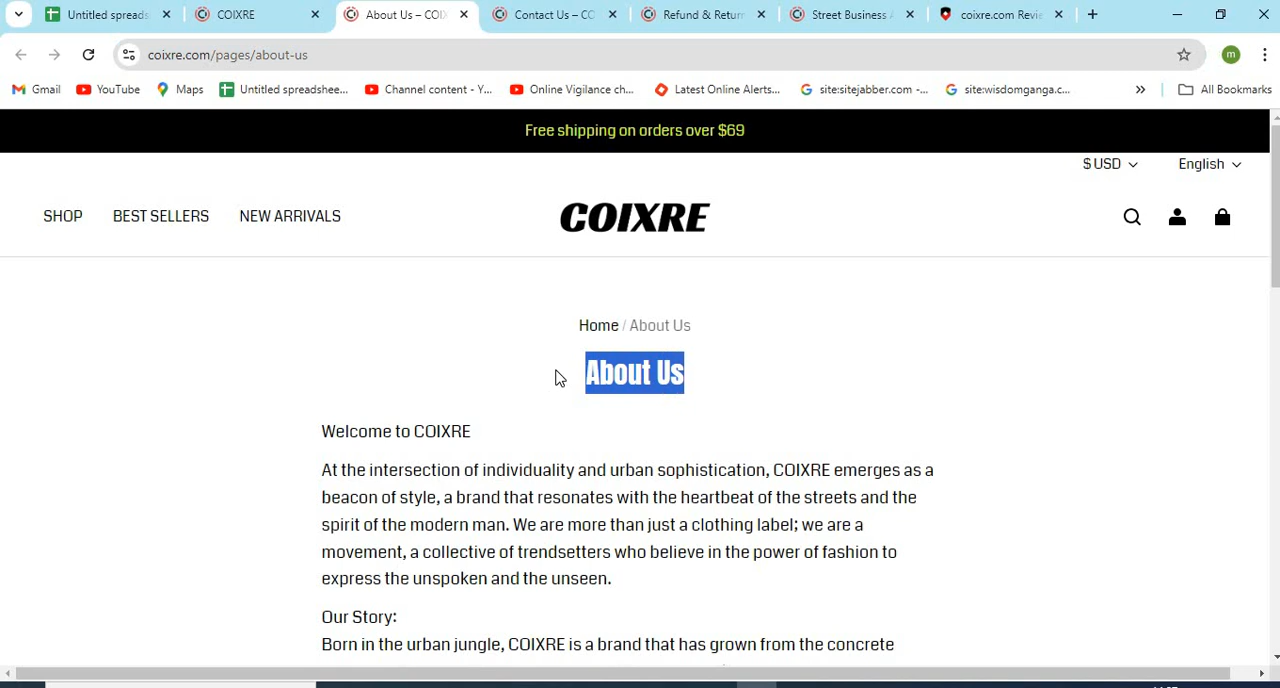 Untitled spreads
COIXRE
About Us – COI
Contact Us – CO
Refund & Return
Street Business
coixre.com Revie
coixre.com/pages/about-us
m
Gmail
YouTube
Maps
Untitled spreadshee...
Channel content - Y...
Online Vigilance ch...
Latest Online Alerts...
site:sitejabber.com -...
site:wisdomganga.c...
All Bookmarks
Free shipping on orders over $69
$ USD
English
SHOP
BEST SELLERS
NEW ARRIVALS
COIXRE
Home / About Us
About Us
Welcome to COIXRE
At the intersection of individuality and urban sophistication, COIXRE emerges as a
beacon of style, a brand that resonates with the heartbeat of the streets and the
spirit of the modern man. We are more than just a clothing label; we are a
movement, a collective of trendsetters who believe in the power of fashion to
express the unspoken and the unseen.
Our Story:
Born in the urban jungle, COIXRE is a brand that has grown from the concrete